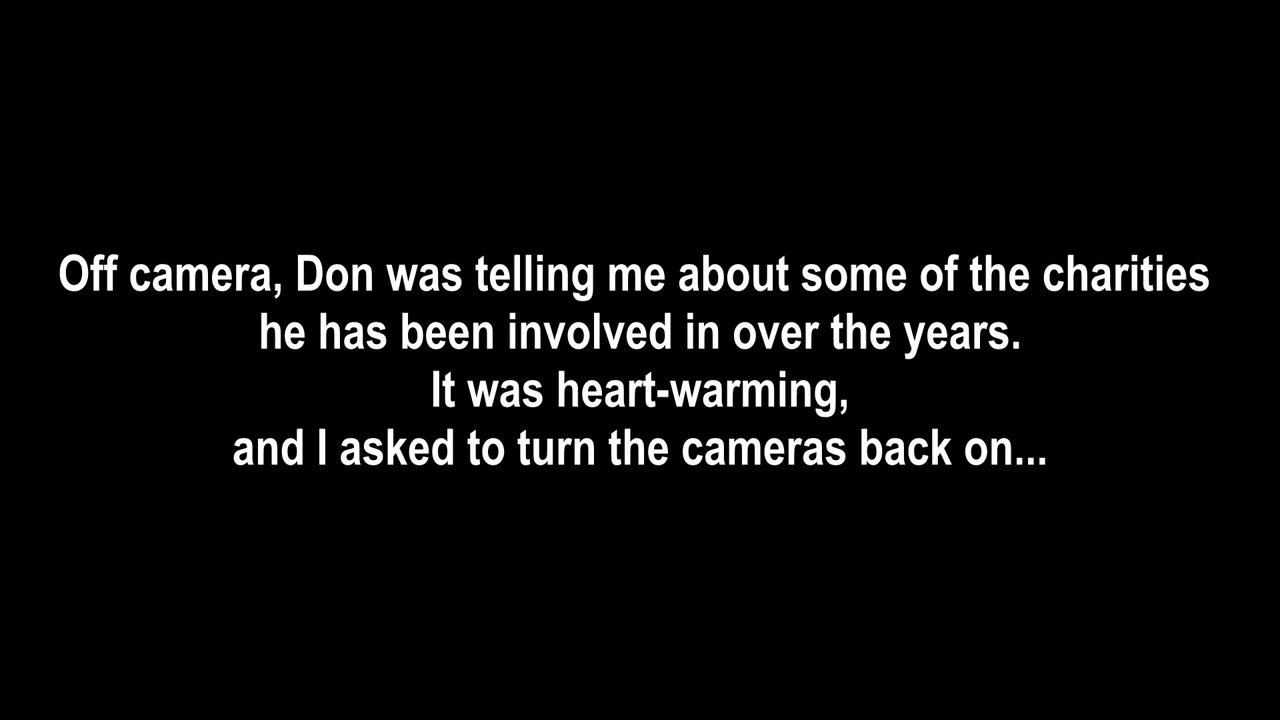 Off camera, Don was telling me about some of the charities
he has been involved in over the years.
It was heart-warming,
and I asked to turn the cameras back on...